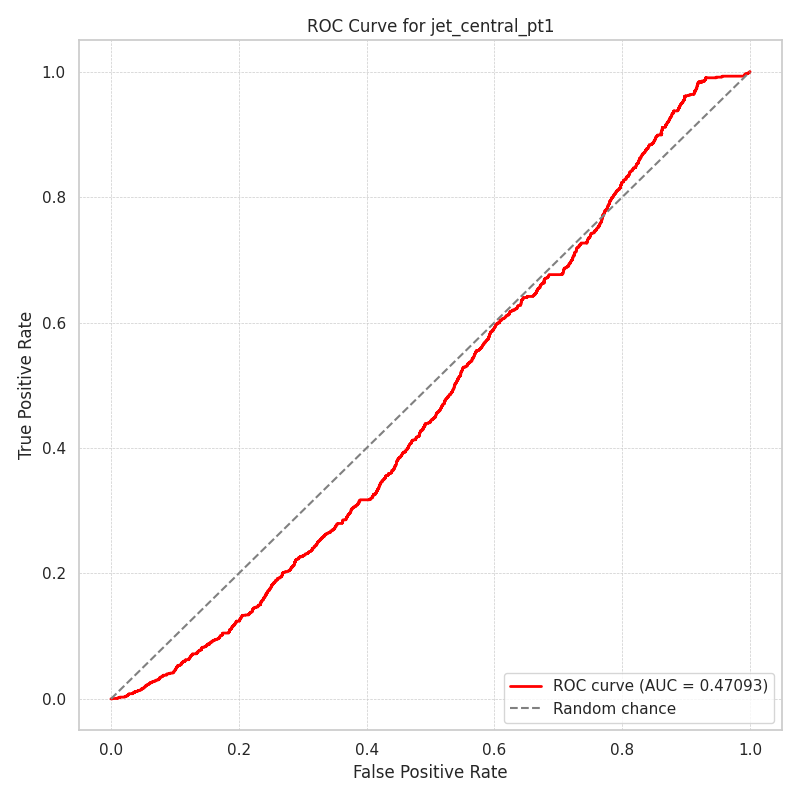 ROC Curve for jet_central_pt1
1.0
0.8
0.6
0.4
0.2
0.0
True Positive Rate
0.0 0.2 0.4 0.6 0.8 1.0
False Positive Rate
ROC curve (AUC = 0.47093)
Random chance